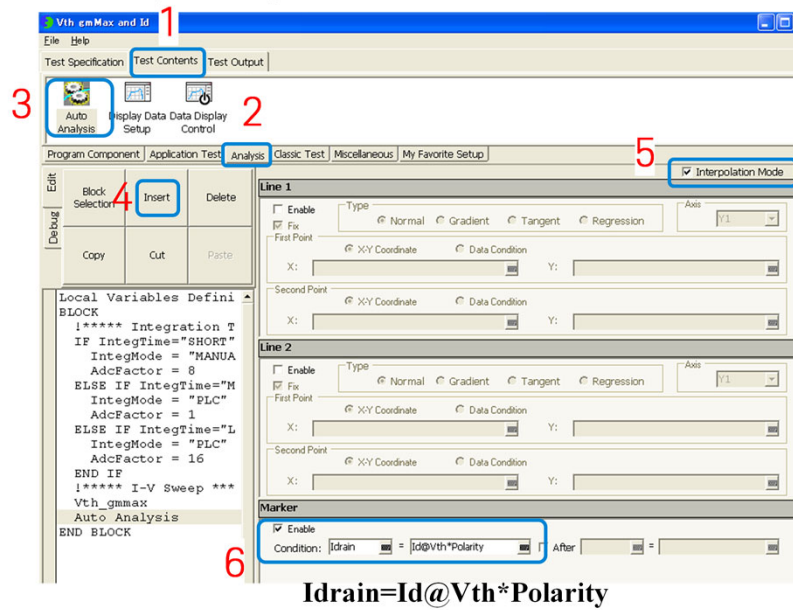 Vth gmMax and Id
1
File Help
Test Specification Test Contents Test Output
3
Auto Analysis
Display Data Setup
Data Display Control
2
Program Component Application Test Analysis Classic Test Miscellaneous My Favorite Setup
5
Interpolation Mode
Edit
Debug
Block Selection
4
Insert
Delete
Copy
Cut
Paste
Line 1
Enable
Fix
Type
Normal Gradient Tangent Regression
Axis
Y1
First Point
X-Y Coordinate Data Condition
X: Y:
Second Point
X-Y Coordinate Data Condition
X: Y:
Line 2
Enable
Fix
Type
Normal Gradient Tangent Regression
Axis
Y1
First Point
X-Y Coordinate Data Condition
X: Y:
Second Point
X-Y Coordinate Data Condition
X: Y:
Local Variables Defini
BLOCK
!***** Integration T
IF IntegTime="SHORT"
IntegMode = "MANUA
AdcFactor = 8
ELSE IF IntegTime="M
IntegMode = "PLC"
AdcFactor = 1
ELSE IF IntegTime="L
IntegMode = "PLC"
AdcFactor = 16
END IF
!***** I-V Sweep ***
Vth_gmmax
Auto Analysis
END BLOCK
Marker
6
Enable
Condition: Idrain = Id@Vth*Polarity After =
Idrain=Id@Vth*Polarity